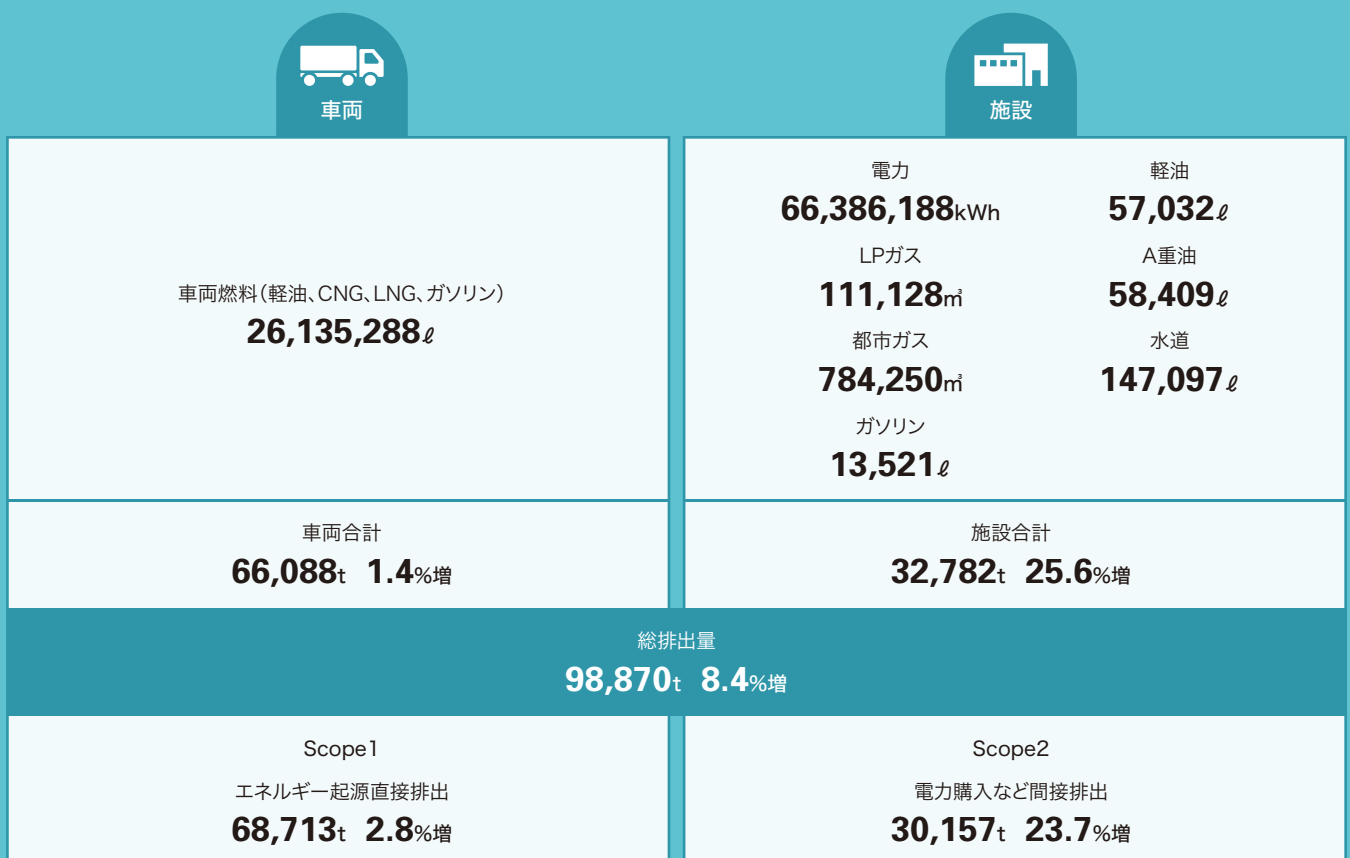 車両
施設
車両燃料（軽油、CNG、LNG、ガソリン）
26,135,288ℓ
電力
66,386,188kWh
軽油
57,032ℓ
LPガス
111,128㎥
A重油
58,409ℓ
都市ガス
784,250㎥
水道
147,097ℓ
ガソリン
13,521ℓ
車両合計
66,088t 1.4%増
施設合計
32,782t 25.6%増
総排出量
98,870t 8.4%増
Scope1
エネルギー起源直接排出
68,713t 2.8%増
Scope2
電力購入など間接排出
30,157t 23.7%増